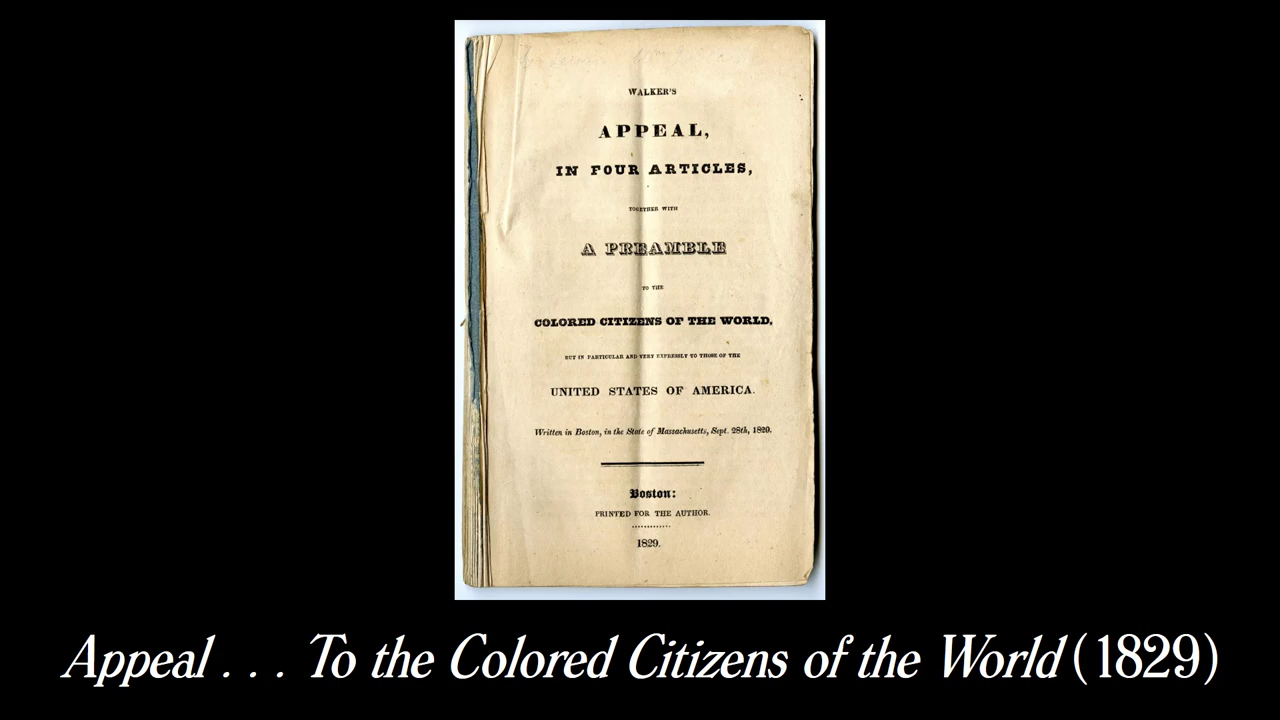 WALKER'S
APPEAL,
IN FOUR ARTICLES,
TOGETHER WITH
A PREAMBLE
TO THE
COLORED CITIZENS OF THE WORLD,
BUT IN PARTICULAR AND VERY EXPRESSLY TO THOSE OF THE
UNITED STATES OF AMERICA.
Written in Boston, in the State of Massachusetts, Sept. 28th, 1829.
Boston:
PRINTED FOR THE AUTHOR.
1829.
Appeal . . . To the Colored Citizens of the World (1829)